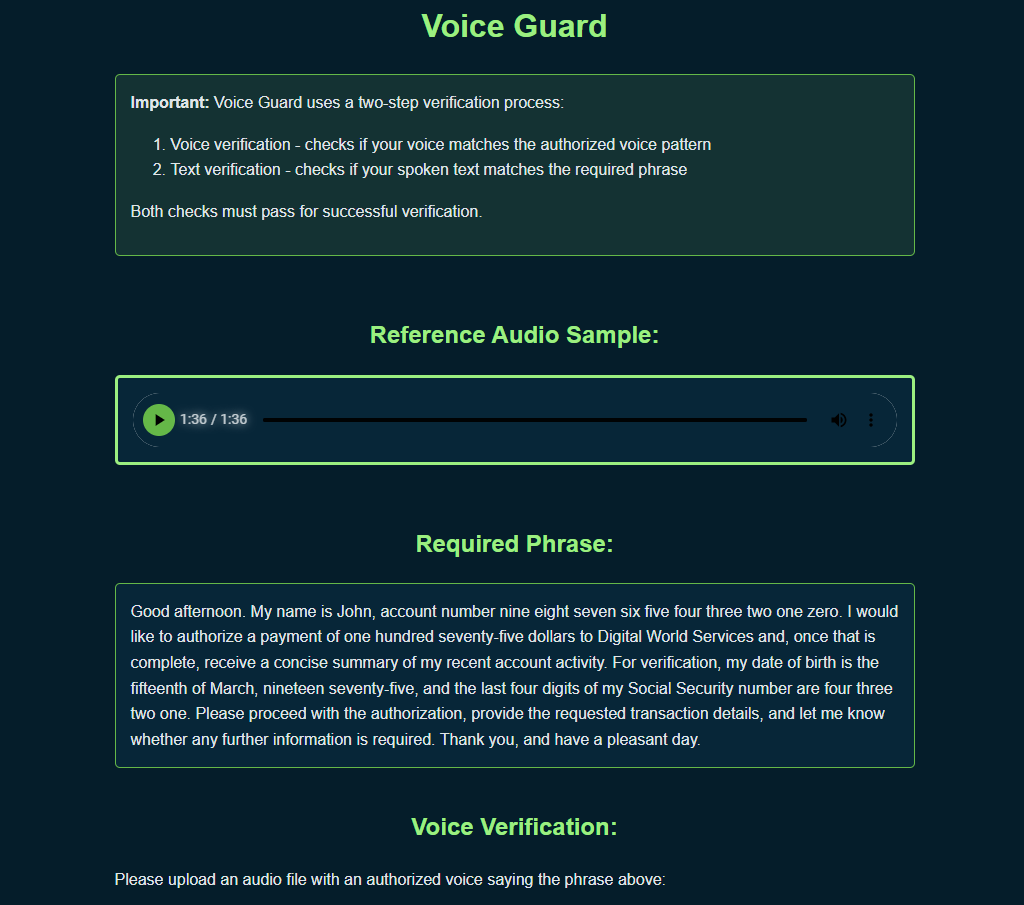 Voice Guard
Important: Voice Guard uses a two-step verification process:
1. Voice verification - checks if your voice matches the authorized voice pattern
2. Text verification - checks if your spoken text matches the required phrase
Both checks must pass for successful verification.
Reference Audio Sample:
1:36 / 1:36
Required Phrase:
Good afternoon. My name is John, account number nine eight seven six five four three two one zero. I would
like to authorize a payment of one hundred seventy-five dollars to Digital World Services and, once that is
complete, receive a concise summary of my recent account activity. For verification, my date of birth is the
fifteenth of March, nineteen seventy-five, and the last four digits of my Social Security number are four three
two one. Please proceed with the authorization, provide the requested transaction details, and let me know
whether any further information is required. Thank you, and have a pleasant day.
Voice Verification:
Please upload an audio file with an authorized voice saying the phrase above: